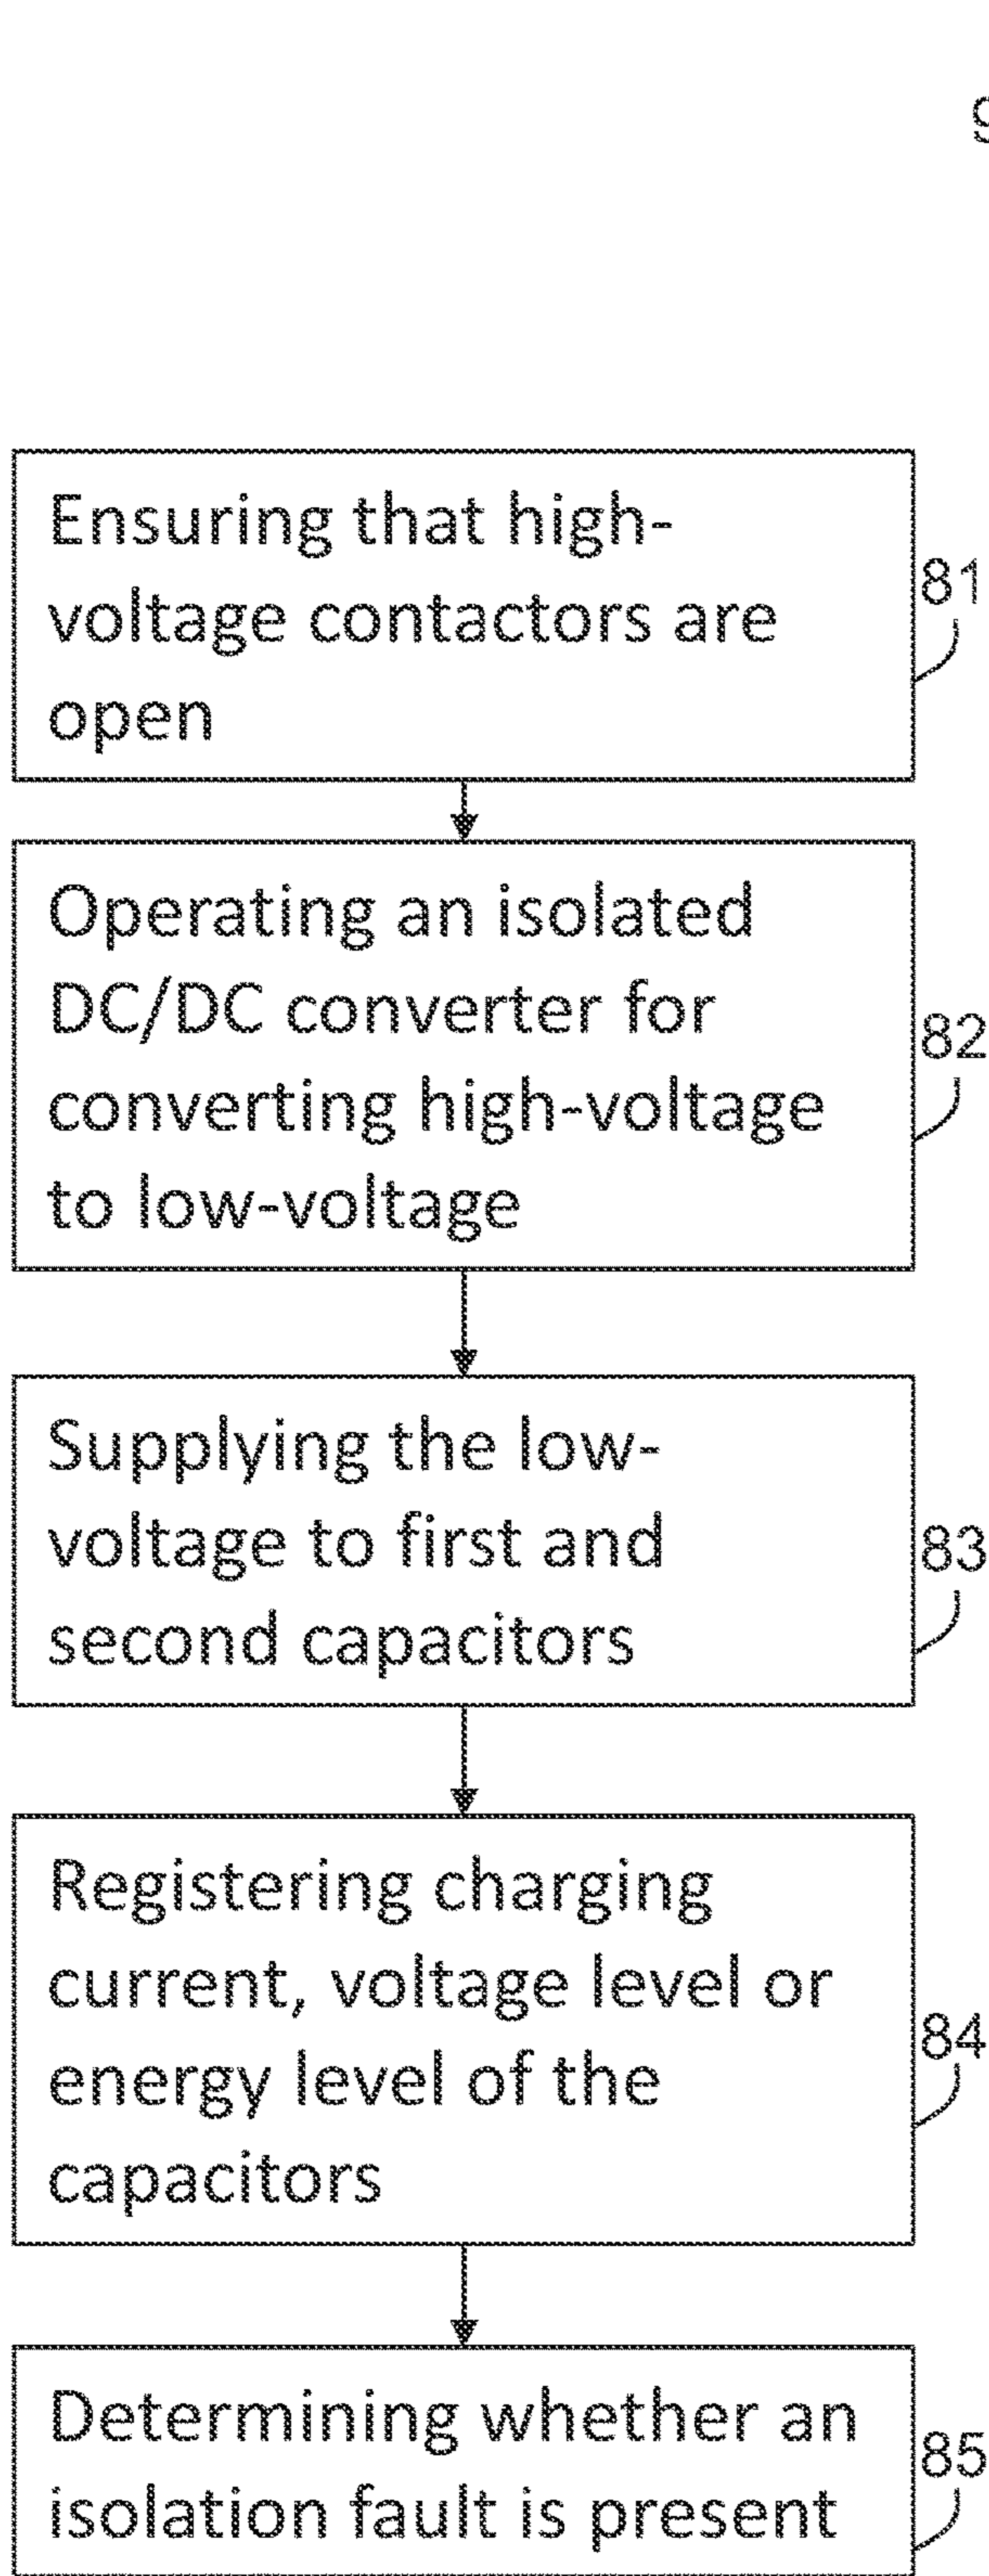 9
Ensuring that high-
voltage contactors are
open
81
Operating an isolated
DC/DC converter for
converting high-voltage
to low-voltage
82
Supplying the low-
voltage to first and
second capacitors
83
Registering charging
current, voltage level or
energy level of the
capacitors
84
Determining whether an
isolation fault is present
85